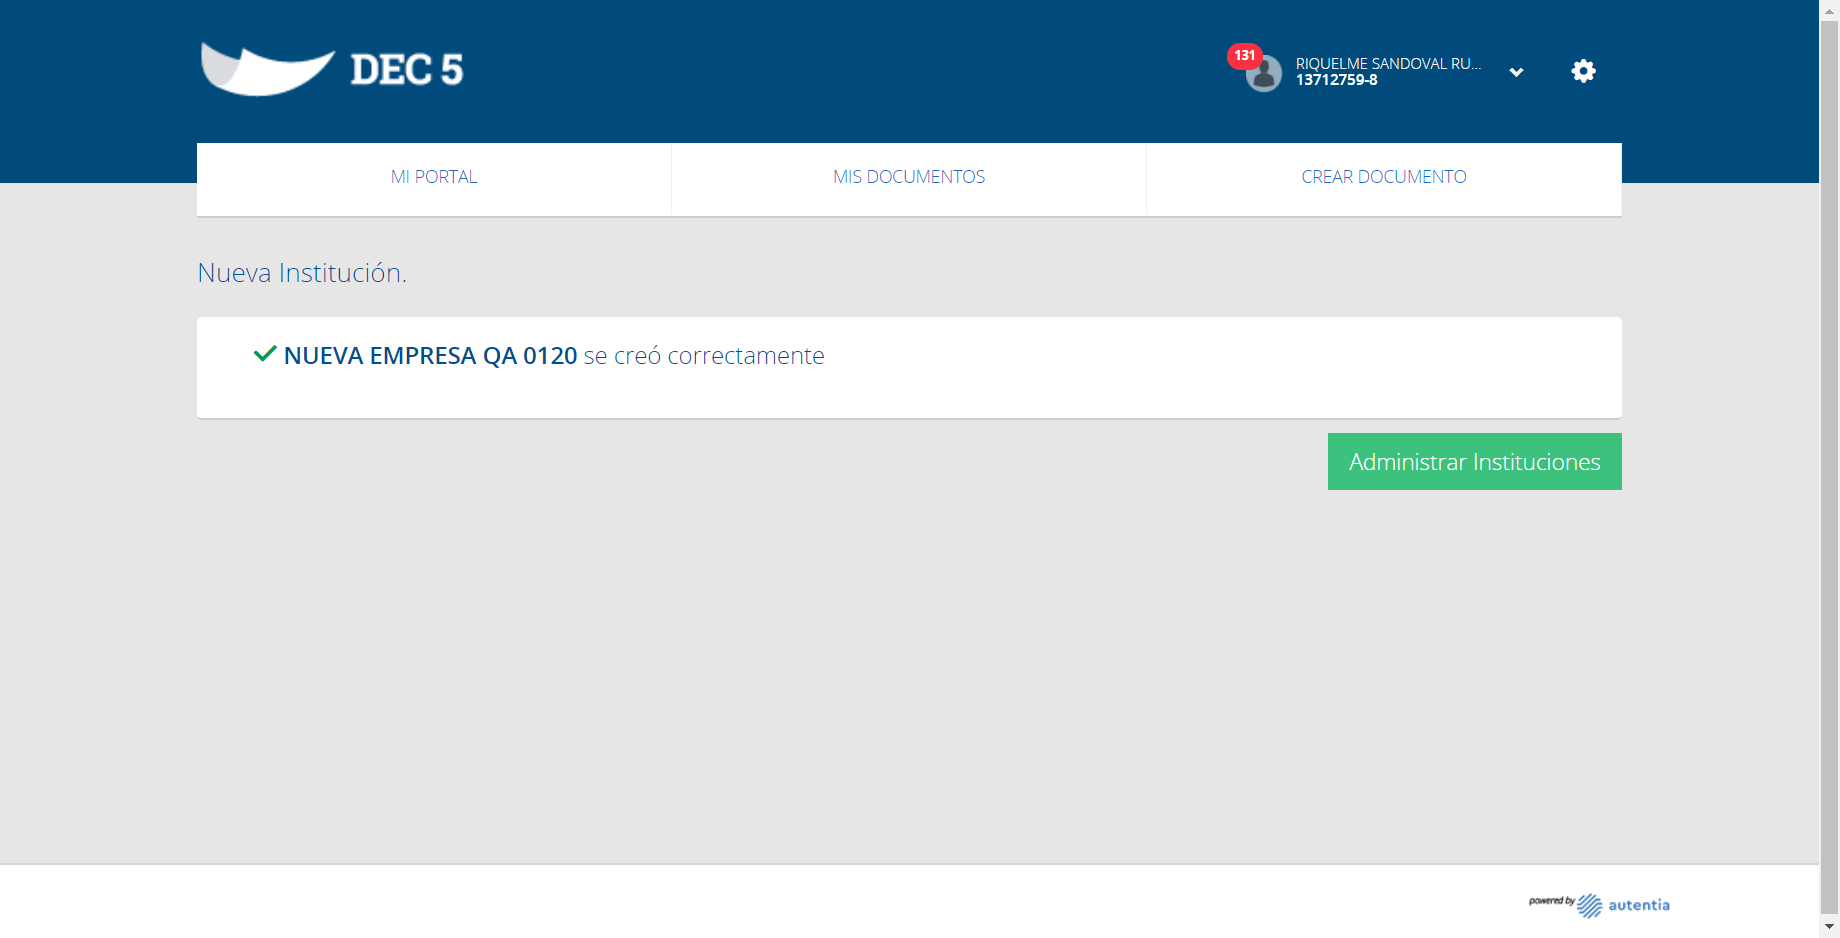 DEC 5
131
RIQUELME SANDOVAL RU...
13712759-8
MI PORTAL
MIS DOCUMENTOS
CREAR DOCUMENTO
Nueva Institución.
NUEVA EMPRESA QA 0120 se creó correctamente
Administrar Instituciones
powered by autentia